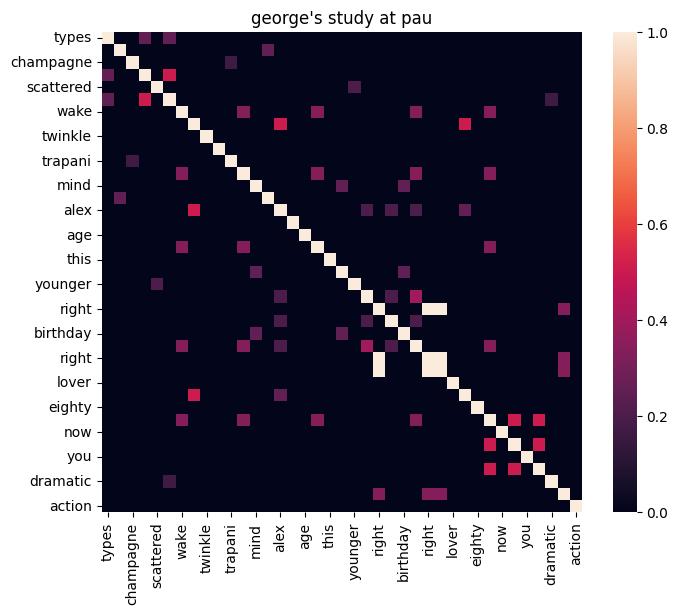 george's study at pau
types
champagne
scattered
wake
twinkle
trapani
mind
alex
age
this
younger
right
birthday
right
lover
eighty
now
you
dramatic
action
1.0
0.8
0.6
0.4
0.2
0.0
types
champagne
scattered
wake
twinkle
trapani
mind
alex
age
this
younger
right
birthday
right
lover
eighty
now
you
dramatic
action